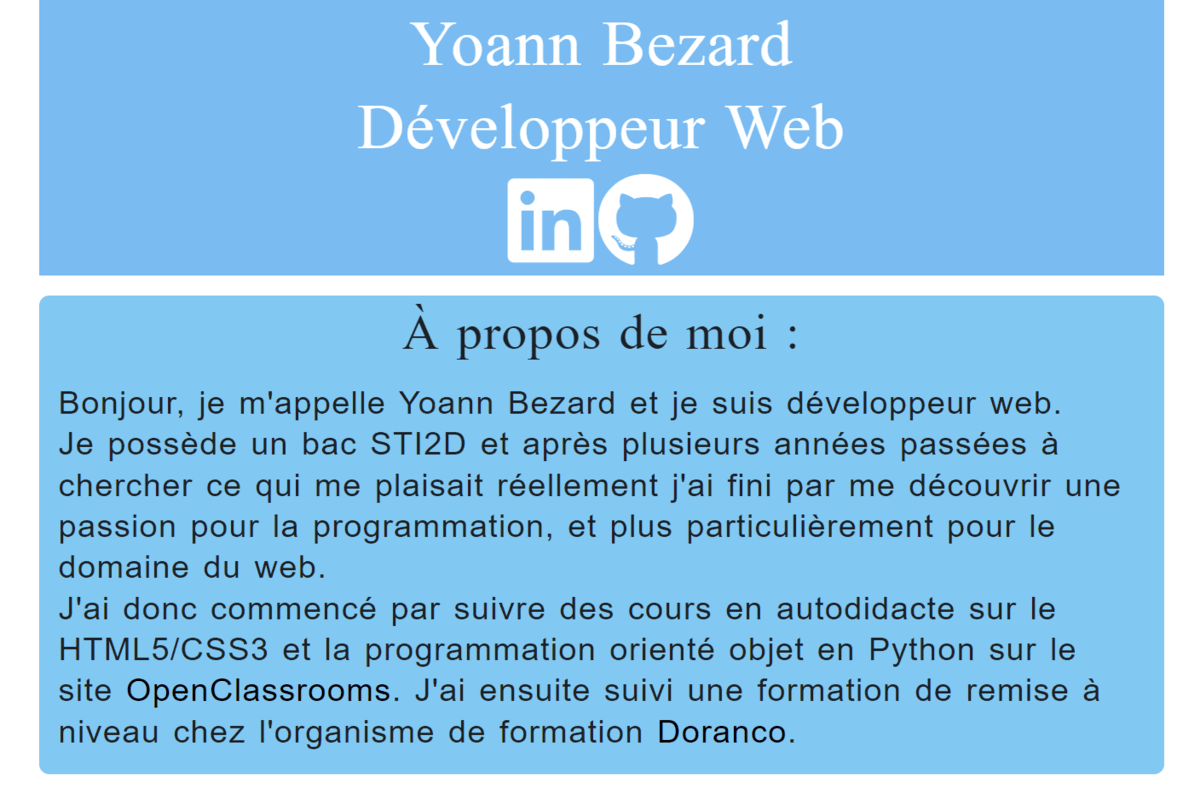 Yoann Bezard
Développeur Web
in
À propos de moi :
Bonjour, je m'appelle Yoann Bezard et je suis développeur web.
Je possède un bac STI2D et après plusieurs années passées à
chercher ce qui me plaisait réellement j'ai fini par me découvrir une
passion pour la programmation, et plus particulièrement pour le
domaine du web.
J'ai donc commencé par suivre des cours en autodidacte sur le
HTML5/CSS3 et la programmation orienté objet en Python sur le
site OpenClassrooms. J'ai ensuite suivi une formation de remise à
niveau chez l'organisme de formation Doranco.